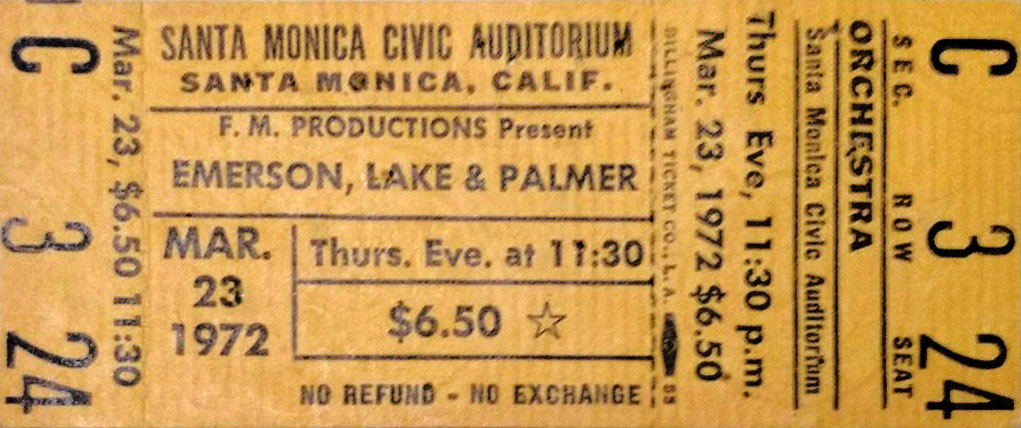 C 3 24
Mar. 23, $6.50 11:30
SANTA MONICA CIVIC AUDITORIUM
SANTA MONICA, CALIF.
F. M. PRODUCTIONS Present
EMERSON, LAKE & PALMER
MAR.
23
1972
Thurs. Eve. at 11:30
$6.50 ☆
NO REFUND - NO EXCHANGE
DILLINGHAM TICKET CO., L.A.
Mar. 23, 1972 $6.50
Thurs Eve, 11:30 p.m.
Santa Monica Civic Auditorium
ORCHESTRA
SEC. ROW SEAT
C 3 24